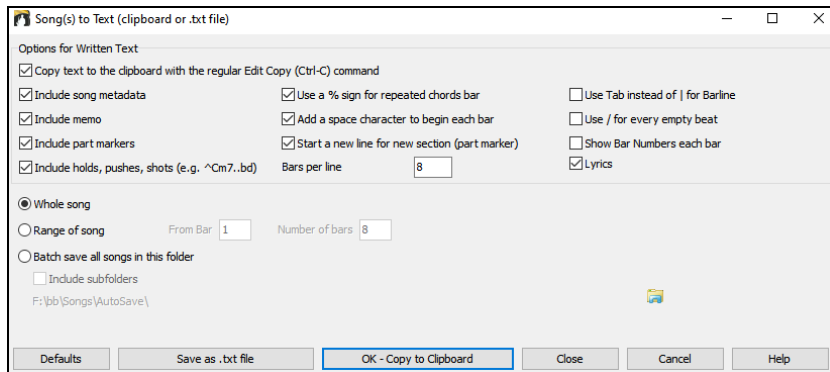 Song(s) to Text (clipboard or .txt file)
Options for Written Text
Copy text to the clipboard with the regular Edit Copy (Ctrl-C) command
Include song metadata
Use a % sign for repeated chords bar
Use Tab instead of | for Barline
Include memo
Add a space character to begin each bar
Use / for every empty beat
Include part markers
Start a new line for new section (part marker)
Show Bar Numbers each bar
Include holds, pushes, shots (e.g. ^Cm7..bd)
Bars per line 8
Lyrics
Whole song
Range of song From Bar 1 Number of bars 8
Batch save all songs in this folder
Include subfolders
F:\bb\Songs\AutoSave\
Defaults Save as .txt file OK - Copy to Clipboard Close Cancel Help